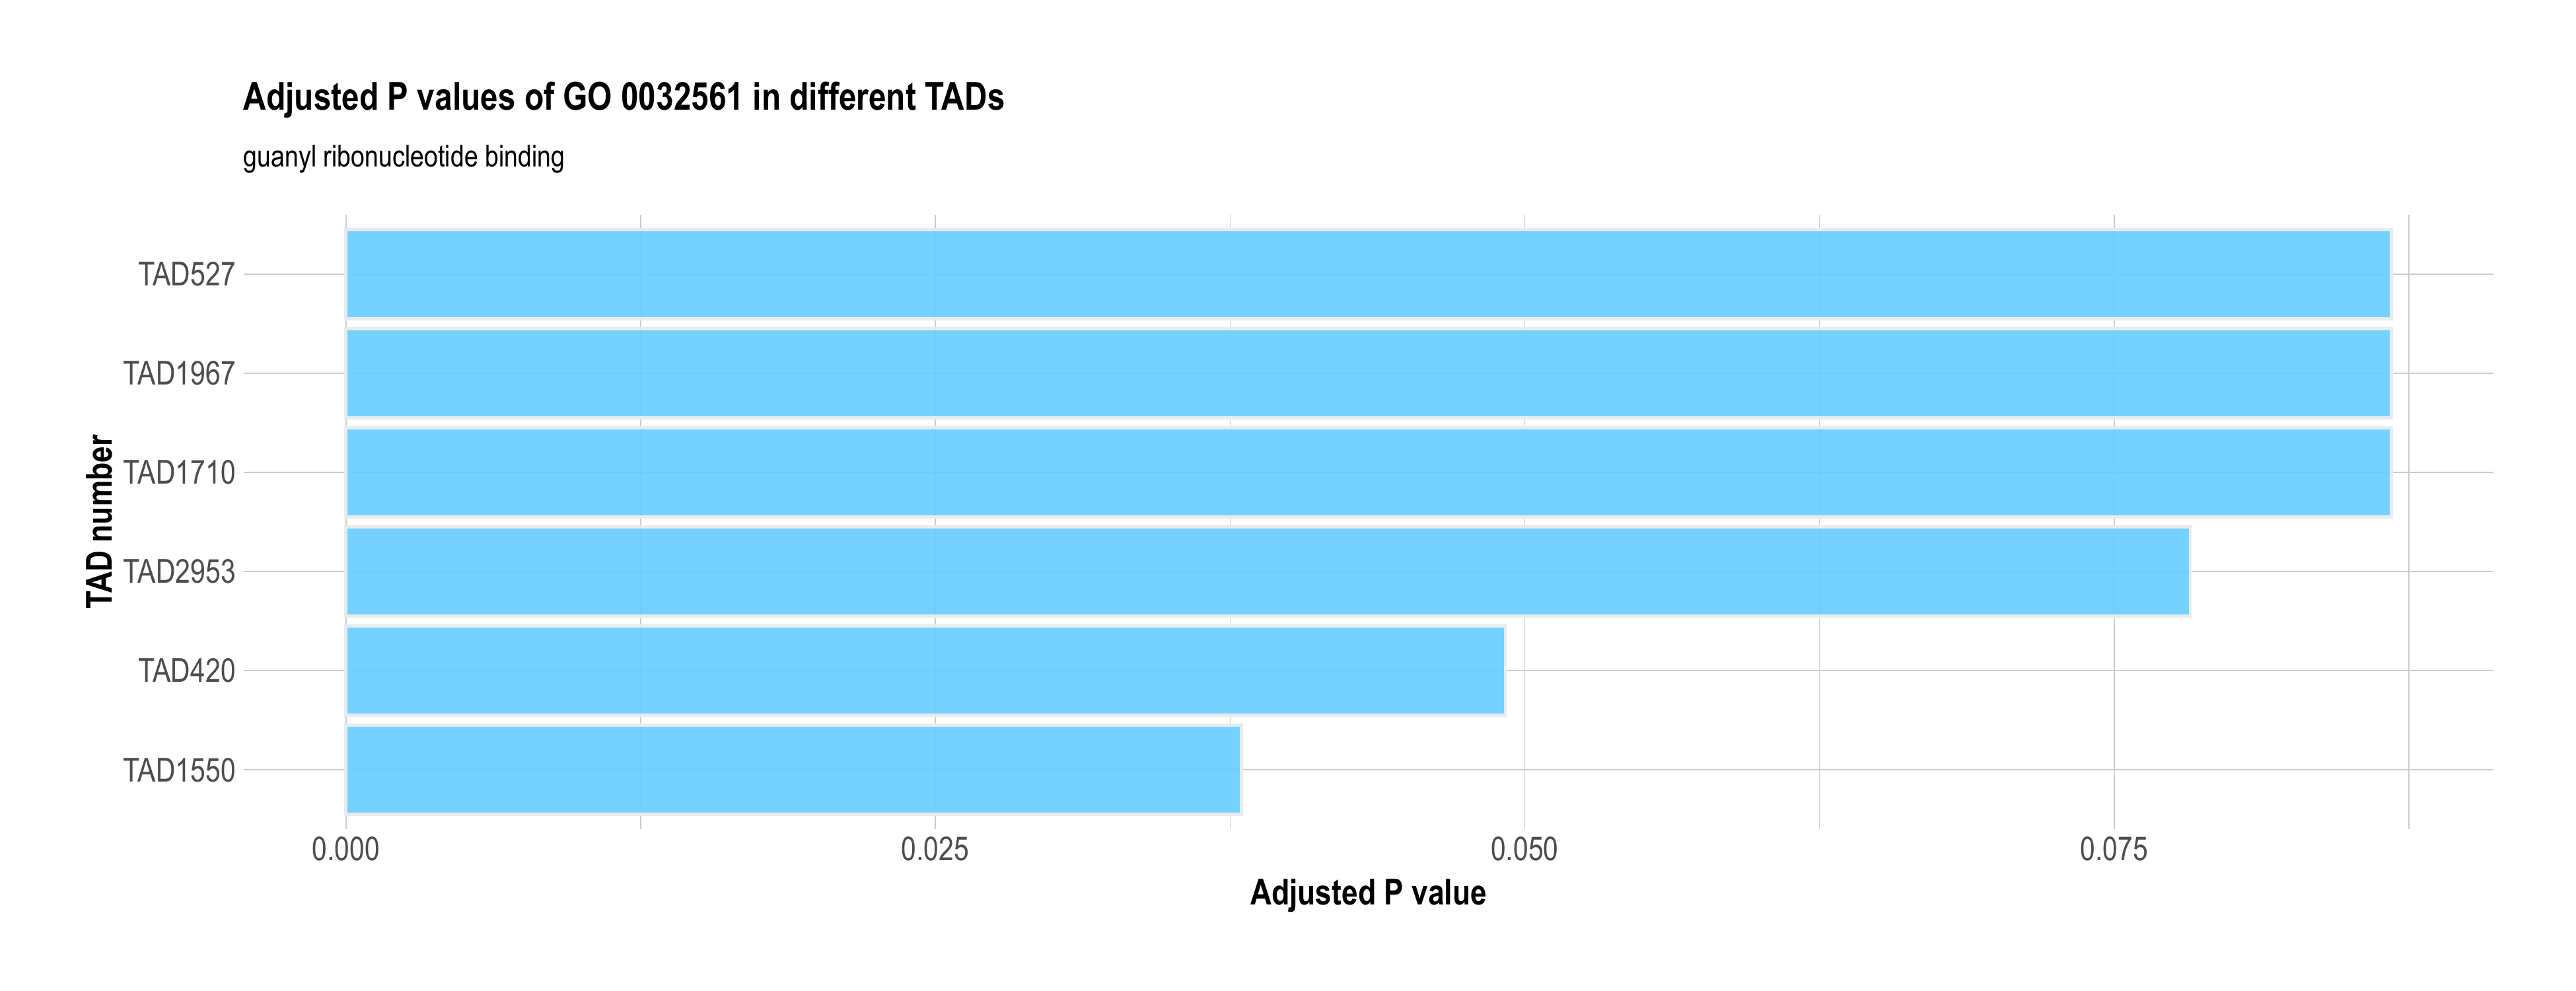 Adjusted P values of GO 0032561 in different TADs
guanyl ribonucleotide binding
TAD number
TAD527
TAD1967
TAD1710
TAD2953
TAD420
TAD1550
0.000 0.025 0.050 0.075
Adjusted P value